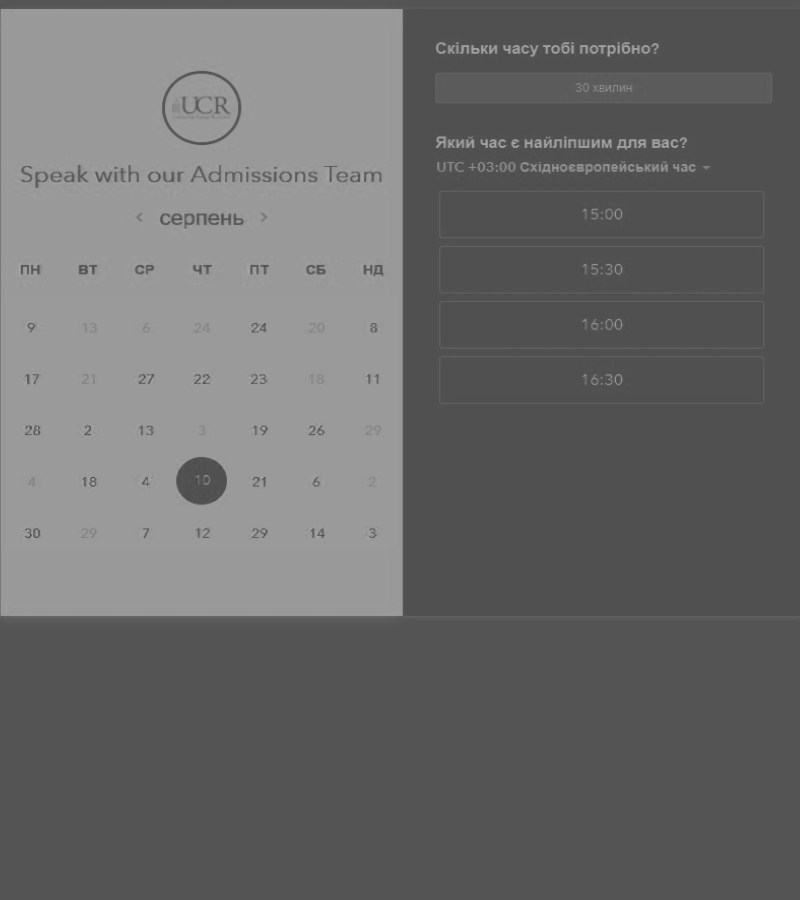 UCR
Speak with our Admissions Team
серпень
ПН ВТ СР ЧТ ПТ СБ НД
9 13 6 24 24 20 8
17 21 27 22 23 18 11
28 2 13 3 19 26 29
4 18 4 10 21 6 2
30 29 7 12 29 14 3
Скільки часу тобі потрібно?
30 хвилин
Який час є найліпшим для вас?
UTC +03:00 Східноєвропейський час
15:00
15:30
16:00
16:30